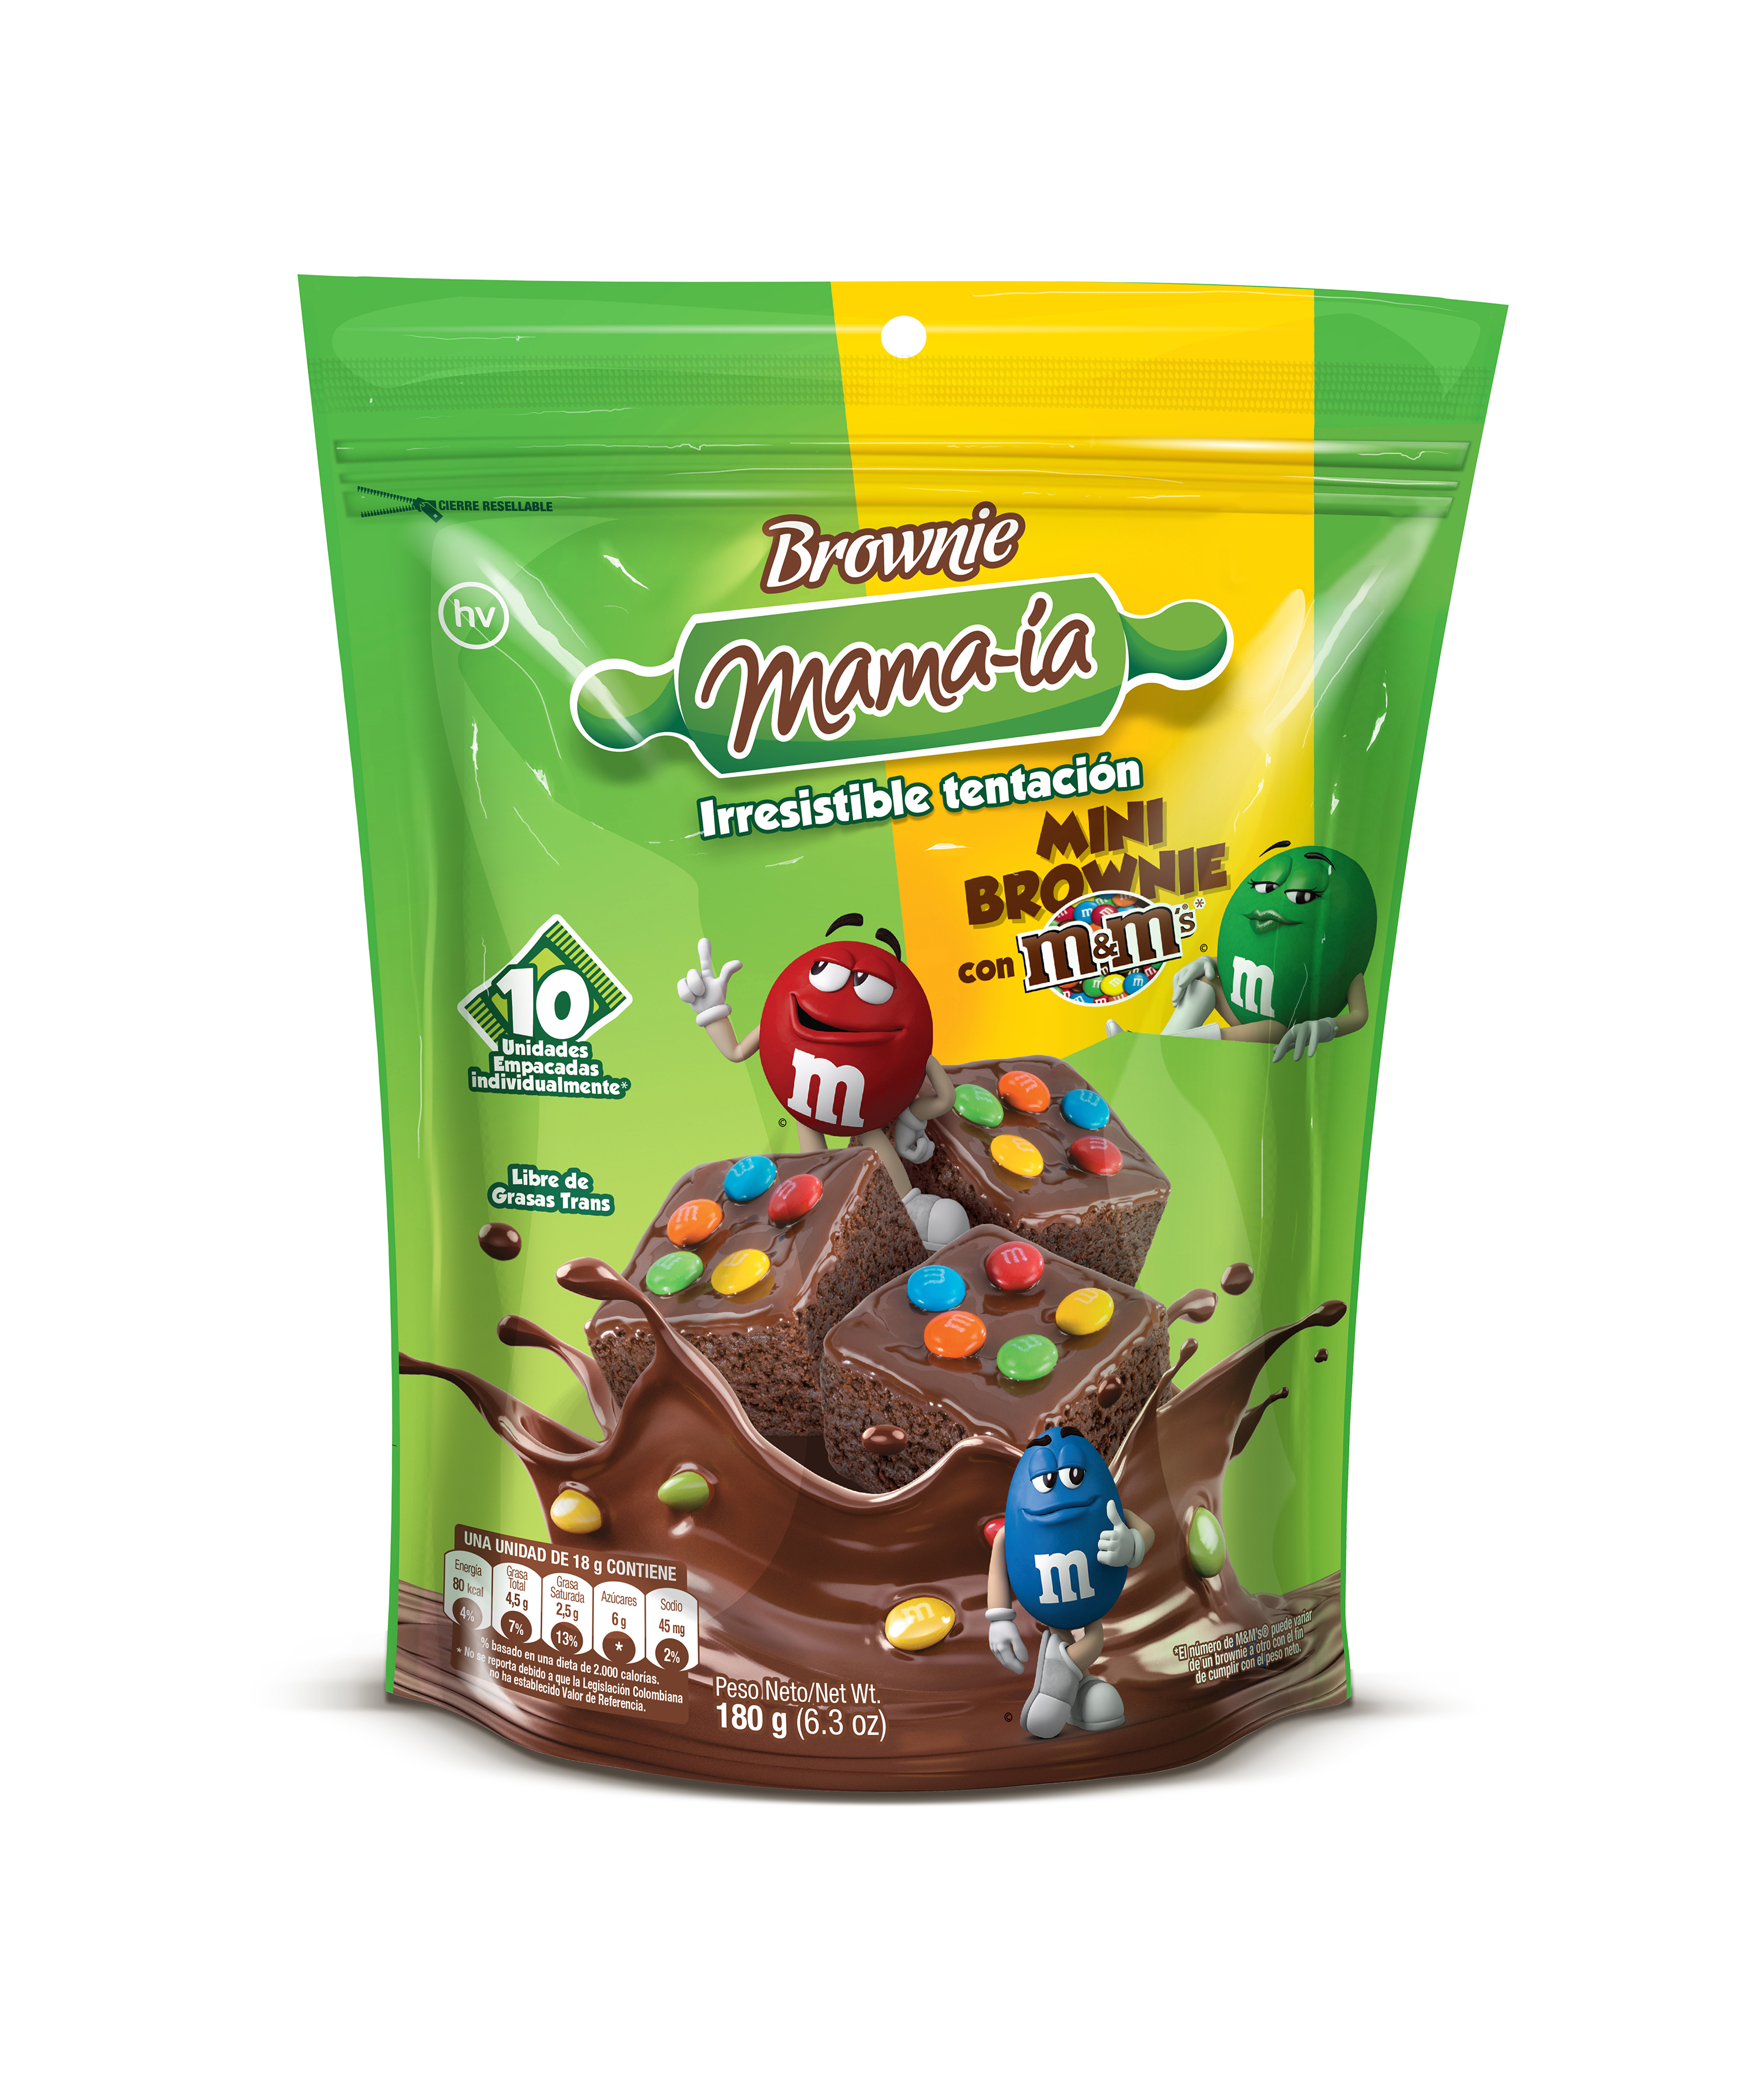 CIERRE RESELLABLE
hv
Brownie
Mama-ía
Irresistible tentación
MINI
BROWNIE
con m&m's®*
©
m
10
Unidades
Empacadas
individualmente*
m
©
Libre de
Grasas Trans
UNA UNIDAD DE 18 g CONTIENE
Energía
80 kcal
4%
Grasa
Total
4,5 g
7%
Grasa
Saturada
2,5 g
13%
Azúcares
6 g
*
Sodio
45 mg
2%
% basado en una dieta de 2.000 calorías.
* No se reporta debido a que la Legislación Colombiana
no ha establecido Valor de Referencia.
Peso Neto/Net Wt.
180 g (6.3 oz)
m
©
*El número de M&M's® puede variar
de un brownie a otro con el fin
de cumplir con el peso neto.